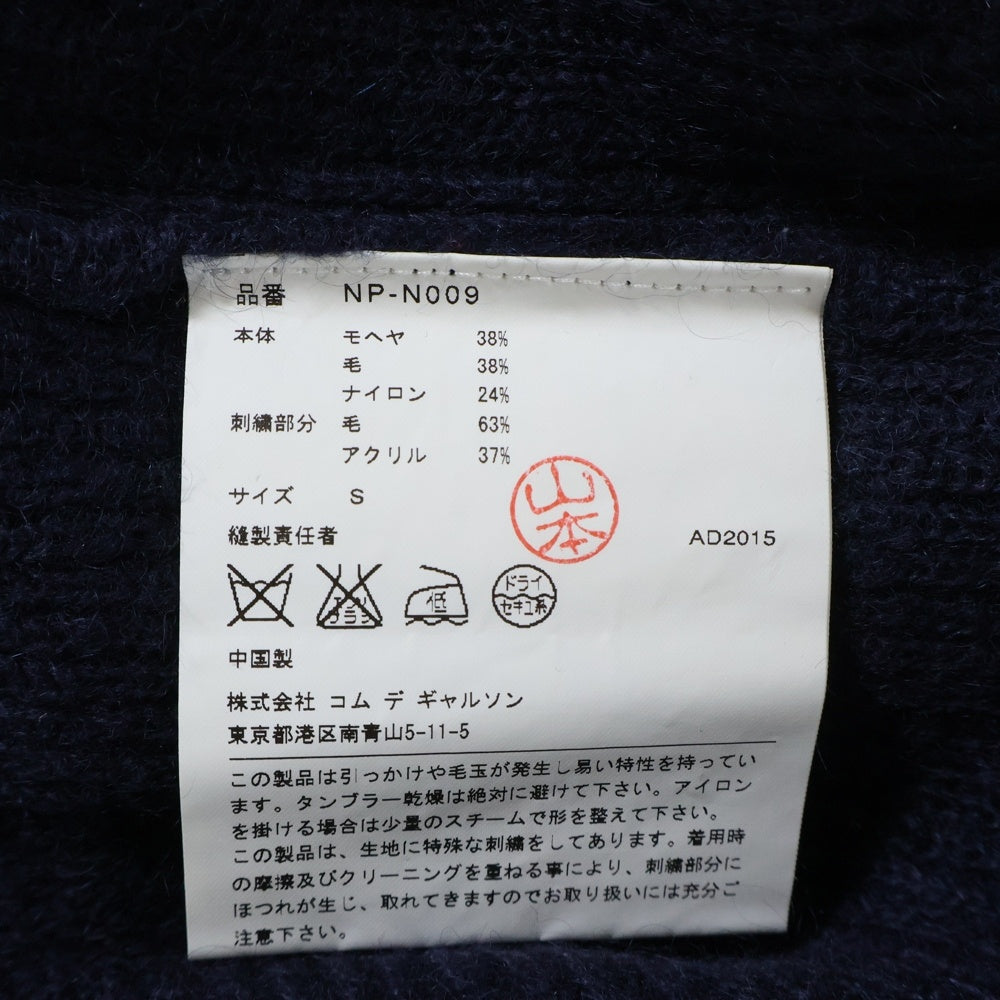 品番 NP-N009
本体 モヘヤ 38%
毛 38%
ナイロン 24%
刺繍部分 毛 63%
アクリル 37%
サイズ S
縫製責任者 山本 AD2015
エンソ サラシ 低 ドライ セキユ系
中国製
株式会社 コム デ ギャルソン
東京都港区南青山5-11-5
この製品は引っかけや毛玉が発生し易い特性を持ってい
ます。タンブラー乾燥は絶対に避けて下さい。アイロン
を掛ける場合は少量のスチームで形を整えて下さい。
この製品は、生地に特殊な刺繍をしてあります。着用時
の摩擦及びクリーニングを重ねる事により、刺繍部分に
ほつれが生じ、取れてきますのでお取り扱いには充分ご
注意下さい。